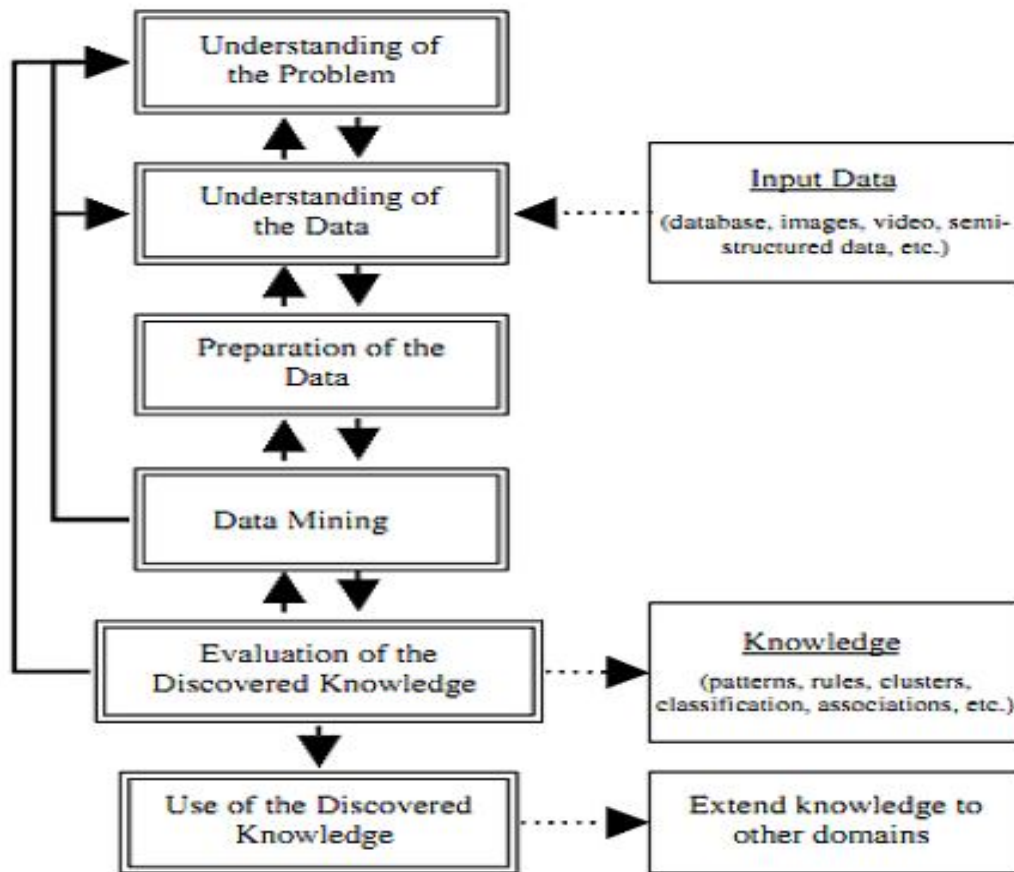 Understanding of
the Problem
Understanding of
the Data
Input Data
(database, images, video, semi-
structured data, etc.)
Preparation of the
Data
Data Mining
Evaluation of the
Discovered Knowledge
Knowledge
(patterns, rules, clusters,
classification, associations, etc.)
Use of the Discovered
Knowledge
Extend knowledge to
other domains